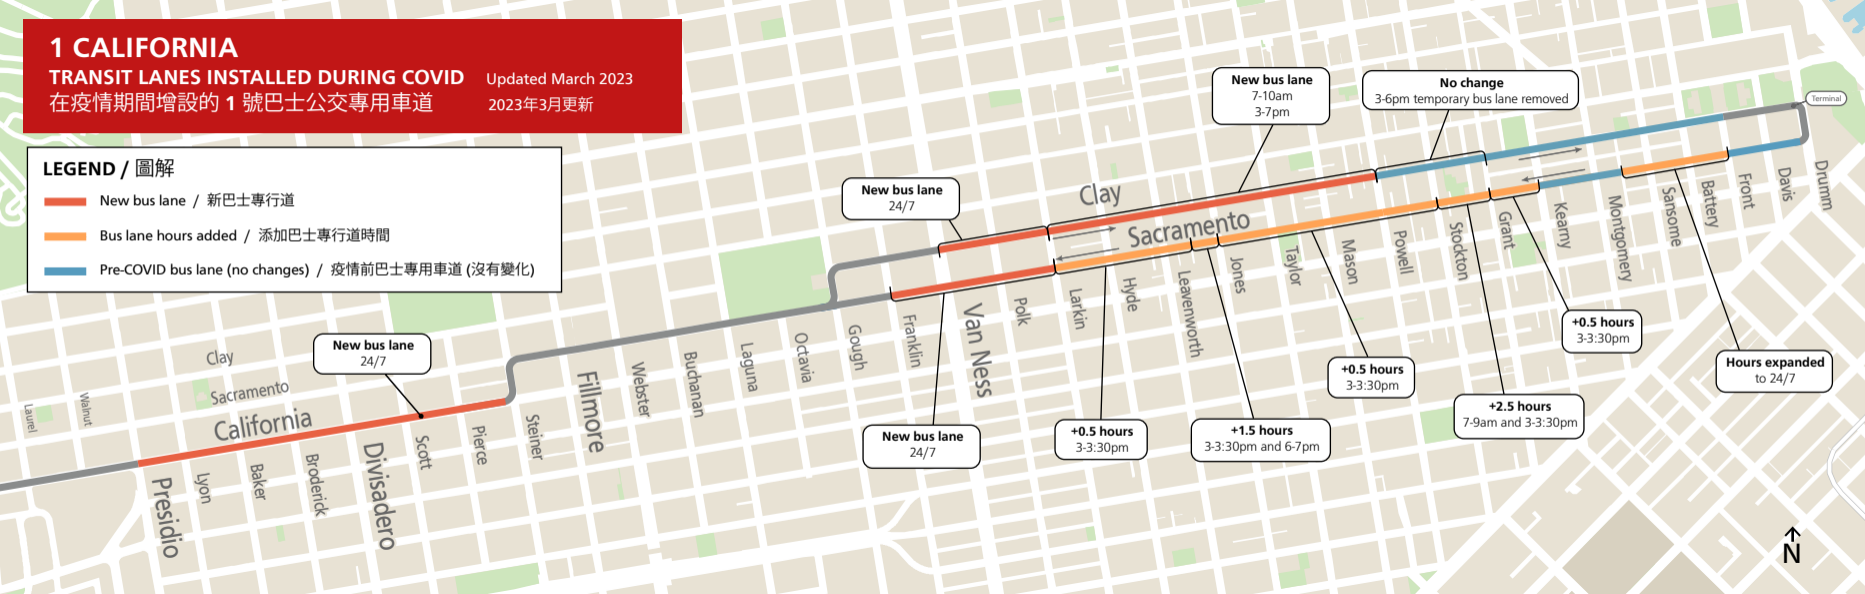 1 CALIFORNIA
TRANSIT LANES INSTALLED DURING COVID Updated March 2023
在疫情期間增設的 1 號巴士公交專用車道 2023年3月更新
LEGEND / 圖解
New bus lane / 新巴士專行道
Bus lane hours added / 添加巴士專行道時間
Pre-COVID bus lane (no changes) / 疫情前巴士專用車道 (沒有變化)
New bus lane
7-10am
3-7pm
No change
3-6pm temporary bus lane removed
Terminal
New bus lane
24/7
Clay
Sacramento
New bus lane
24/7
Clay
Sacramento
California
Laurel
Walnut
Presidio
Lyon
Baker
Broderick
Divisadero
Scott
Pierce
Steiner
Fillmore
Webster
Buchanan
Laguna
Octavia
Gough
Franklin
Van Ness
Polk
Larkin
Hyde
Leavenworth
Jones
Taylor
Mason
Powell
Stockton
Grant
Kearny
Montgomery
Sansome
Battery
Front
Davis
Drumm
New bus lane
24/7
+0.5 hours
3-3:30pm
+1.5 hours
3-3:30pm and 6-7pm
+0.5 hours
3-3:30pm
+2.5 hours
7-9am and 3-3:30pm
+0.5 hours
3-3:30pm
Hours expanded
to 24/7
N